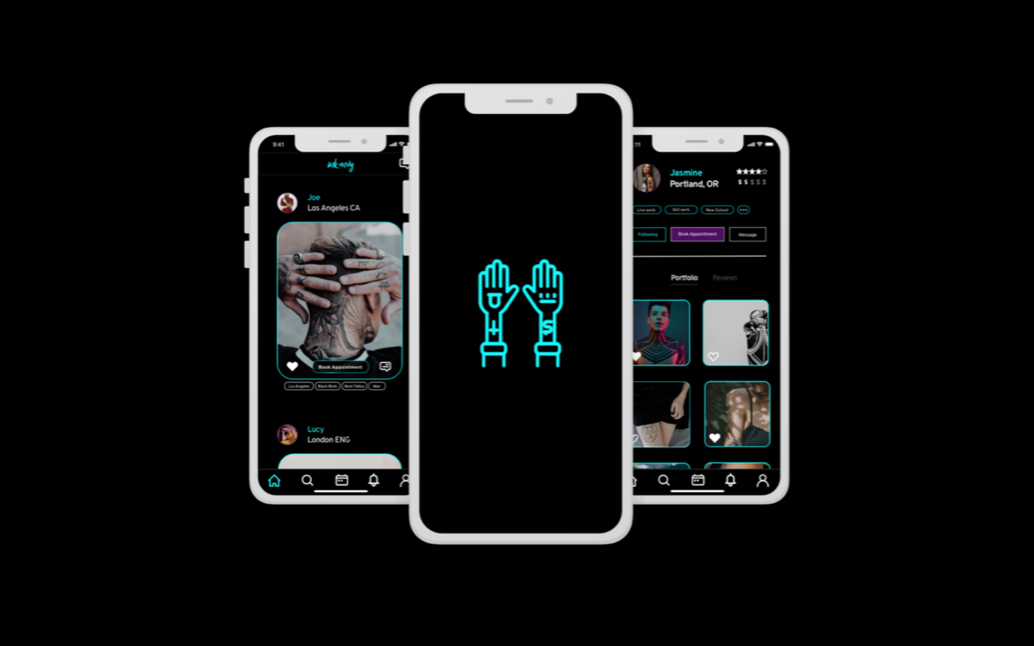 9:41
ink away
Joe
Los Angeles CA
Book Appointment
Los Angeles
Black Work
Neck Tattoo
Man
Lucy
London ENG
S
:11
Jasmine
Portland, OR
$ $ $ $ $
Line work
Dot work
New School
Following
Book Appointment
Message
Portfolio
Reviews